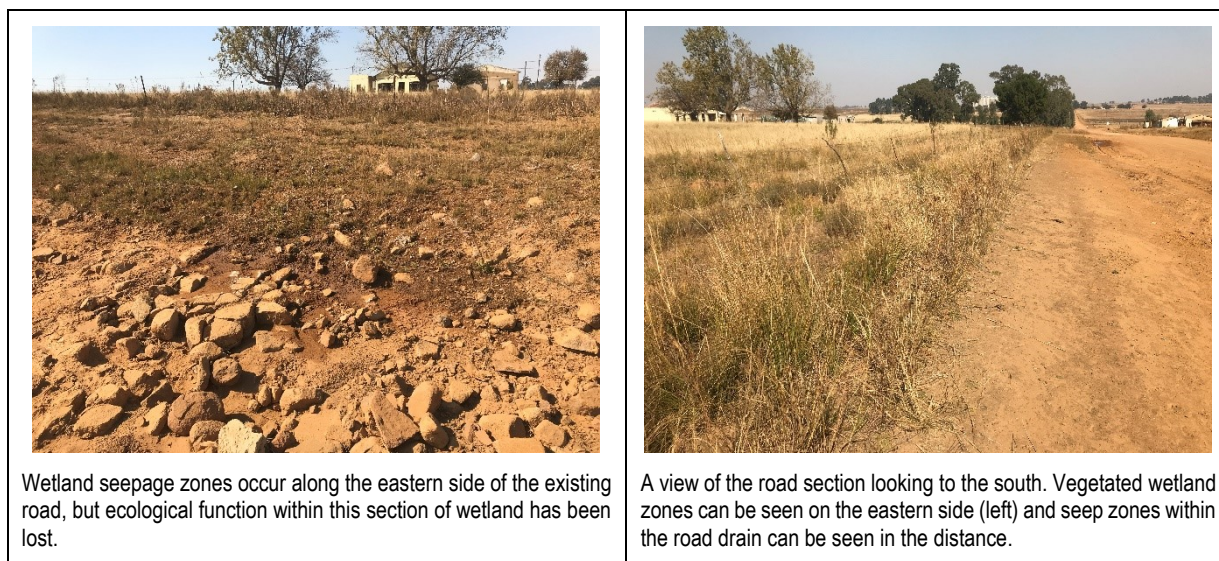 Wetland seepage zones occur along the eastern side of the existing
road, but ecological function within this section of wetland has been
lost.
A view of the road section looking to the south. Vegetated wetland
zones can be seen on the eastern side (left) and seep zones within
the road drain can be seen in the distance.